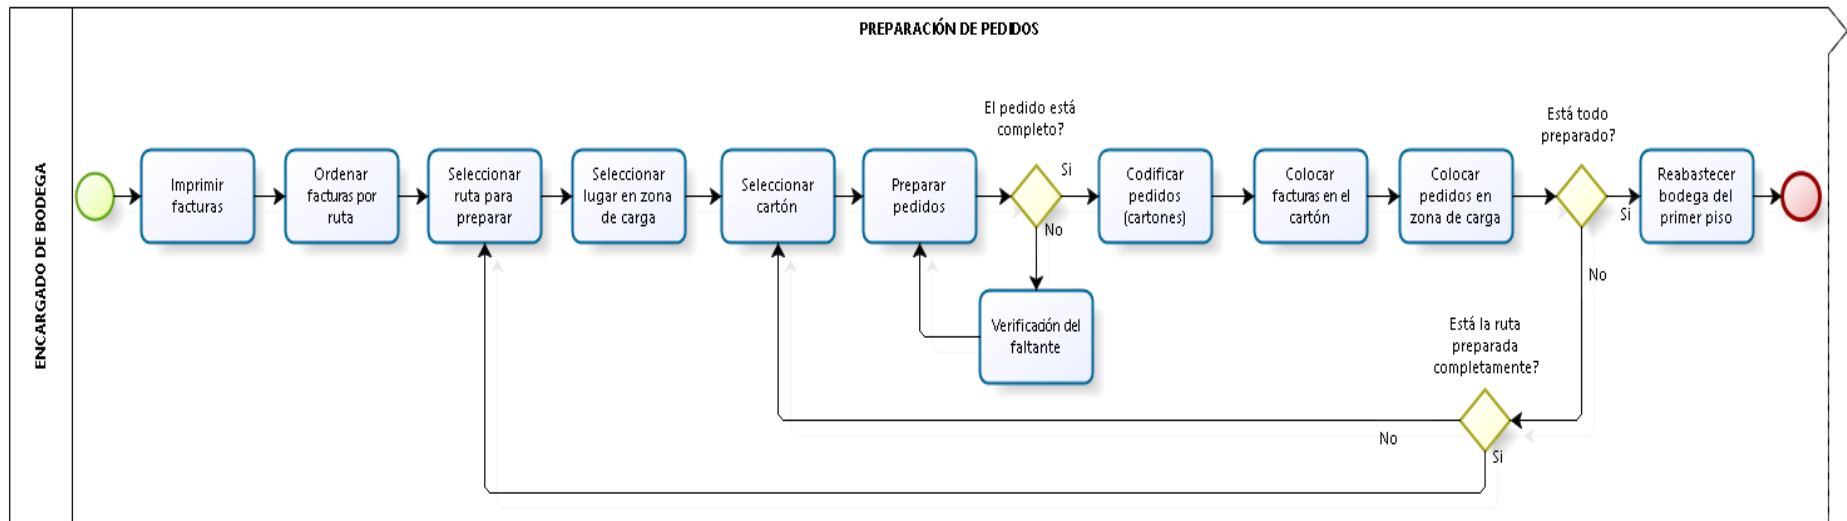 PREPARACIÓN DE PEDIDOS
ENCARGADO DE BODEGA
Imprimir
facturas
Ordenar
facturas por
ruta
Seleccionar
ruta para
preparar
Seleccionar
lugar en zona
de carga
Seleccionar
cartón
Preparar
pedidos
El pedido está
completo?
Si
No
Verificación del
faltante
Codificar
pedidos
(cartones)
Colocar
facturas en el
cartón
Colocar
pedidos en
zona de carga
Está todo
preparado?
Si
No
Reabastecer
bodega del
primer piso
Está la ruta
preparada
completamente?
No
Si